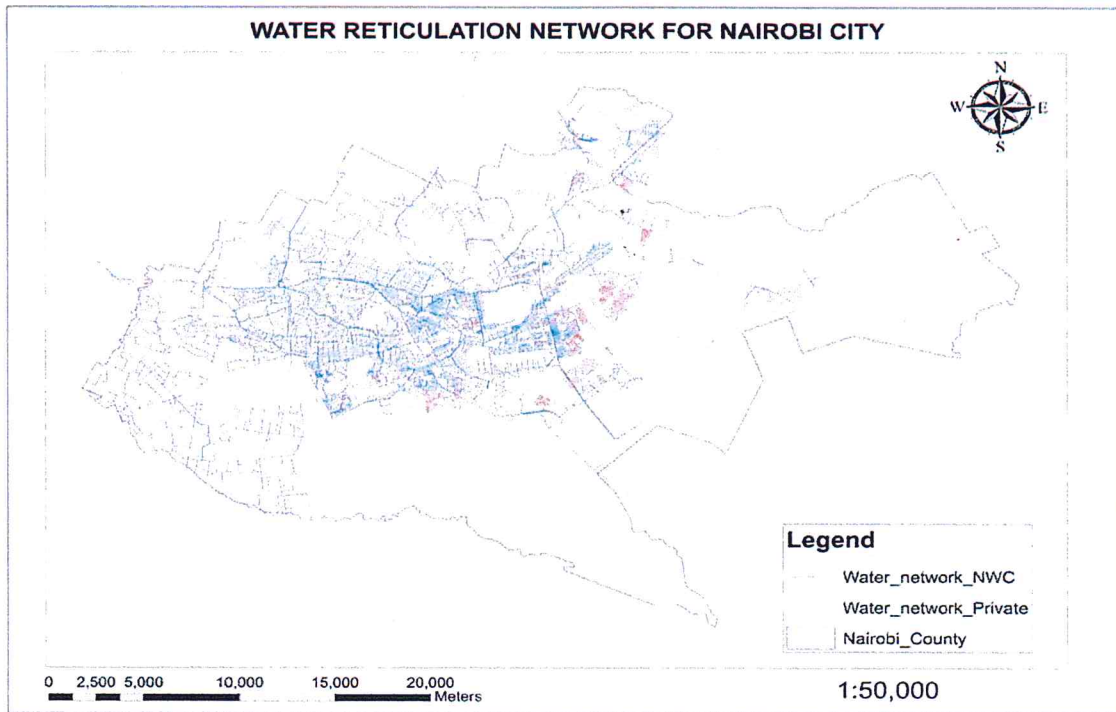 WATER RETICULATION NETWORK FOR NAIROBI CITY
N
W E
S
Legend
Water_network_NWC
Water_network_Private
Nairobi_County
0 2,500 5,000 10,000 15,000 20,000
Meters
1:50,000